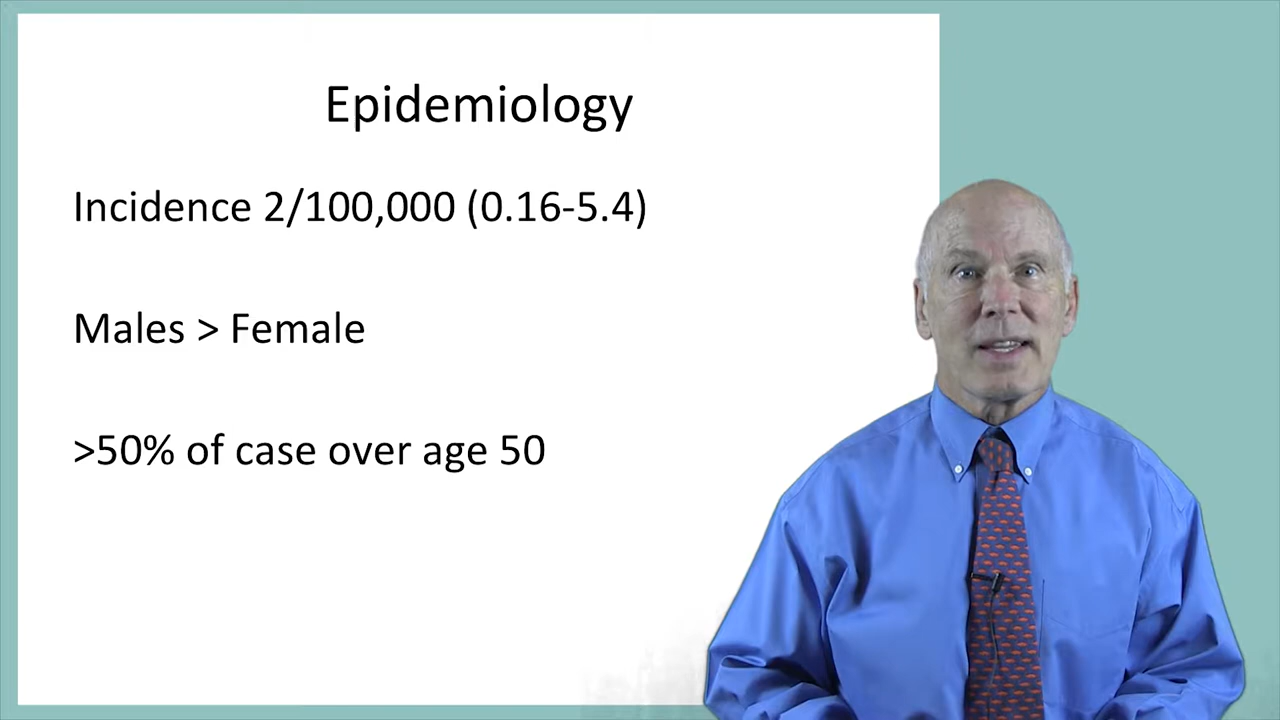 Epidemiology
Incidence 2/100,000 (0.16-5.4)
Males > Female
>50% of case over age 50